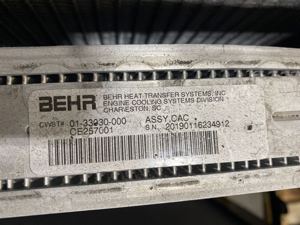 BEHR
BEHR HEAT TRANSFER SYSTEMS, INC
ENGINE COOLING SYSTEMS DIVISION
CHARLESTON, SC
CWST# 01-33930-000 ASSY,CAC
CE257001 S.N. 20190116234912